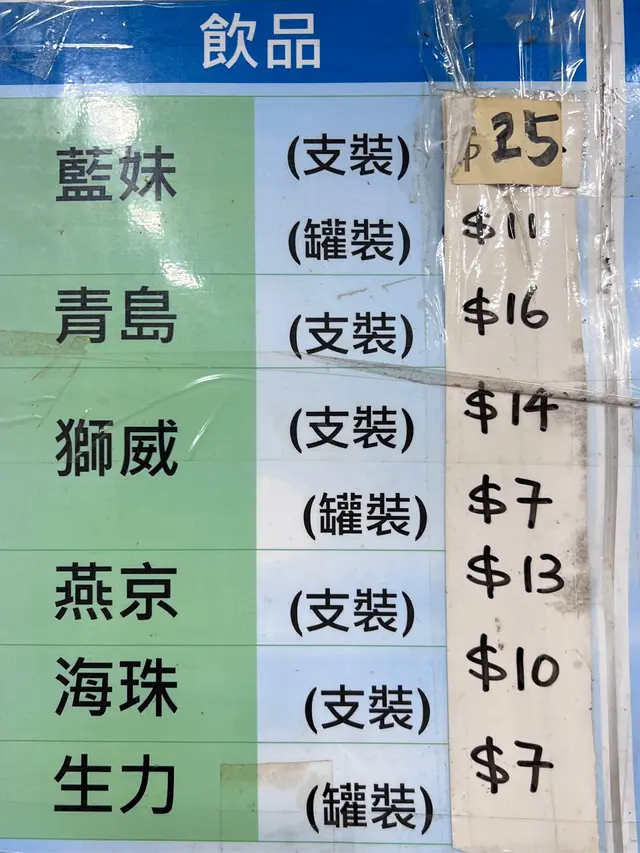 飲品
藍妹 (支裝) $25
(罐裝) $11
青島 (支裝) $16
獅威 (支裝) $14
(罐裝) $7
燕京 (支裝) $13
海珠 (支裝) $10
生力 (罐裝) $7